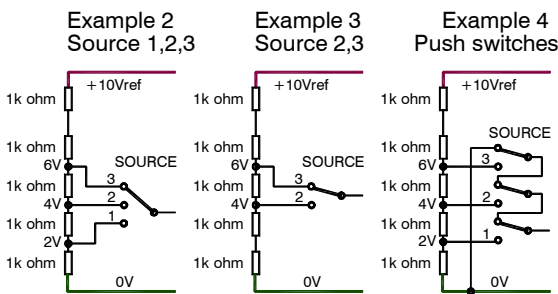 Example 2
Source 1,2,3
+10Vref
1k ohm
1k ohm
6V
SOURCE
1k ohm
3
4V
2
1k ohm
1
2V
1k ohm
0V
Example 3
Source 2,3
+10Vref
1k ohm
1k ohm
6V
SOURCE
1k ohm
3
4V
2
1k ohm
1k ohm
0V
Example 4
Push switches
+10Vref
1k ohm
1k ohm
SOURCE
6V
3
1k ohm
4V
2
1k ohm
2V
1
1k ohm
0V